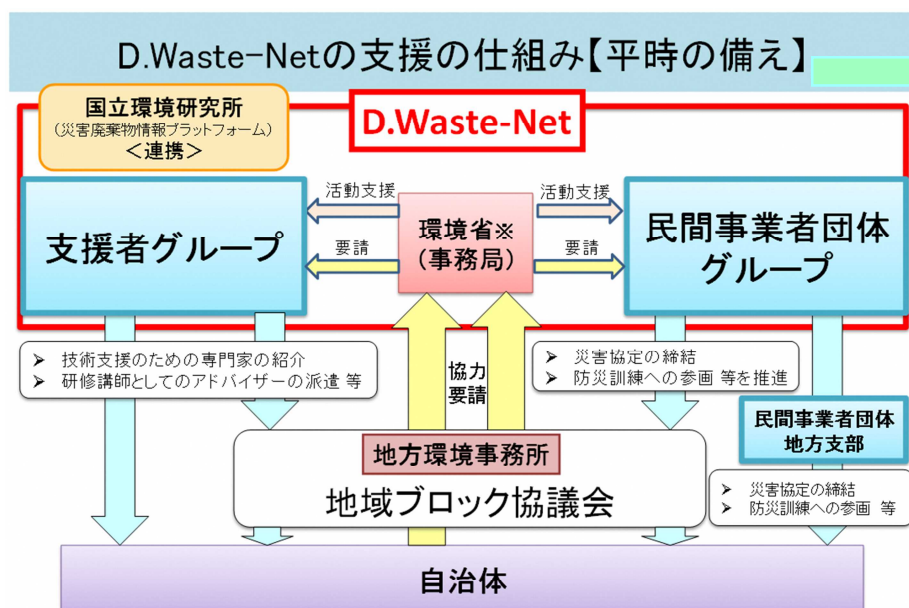 D.Waste-Netの支援の仕組み【平時の備え】
国立環境研究所
(災害廃棄物情報プラットフォーム)
<連携>
D.Waste-Net
支援者グループ
活動支援
要請
環境省※
(事務局)
活動支援
要請
民間事業者団体
グループ
➢ 技術支援のための専門家の紹介
➢ 研修講師としてのアドバイザーの派遣 等
協力
要請
➢ 災害協定の締結
➢ 防災訓練への参画 等を推進
民間事業者団体
地方支部
地方環境事務所
地域ブロック協議会
➢ 災害協定の締結
➢ 防災訓練への参画 等
自治体